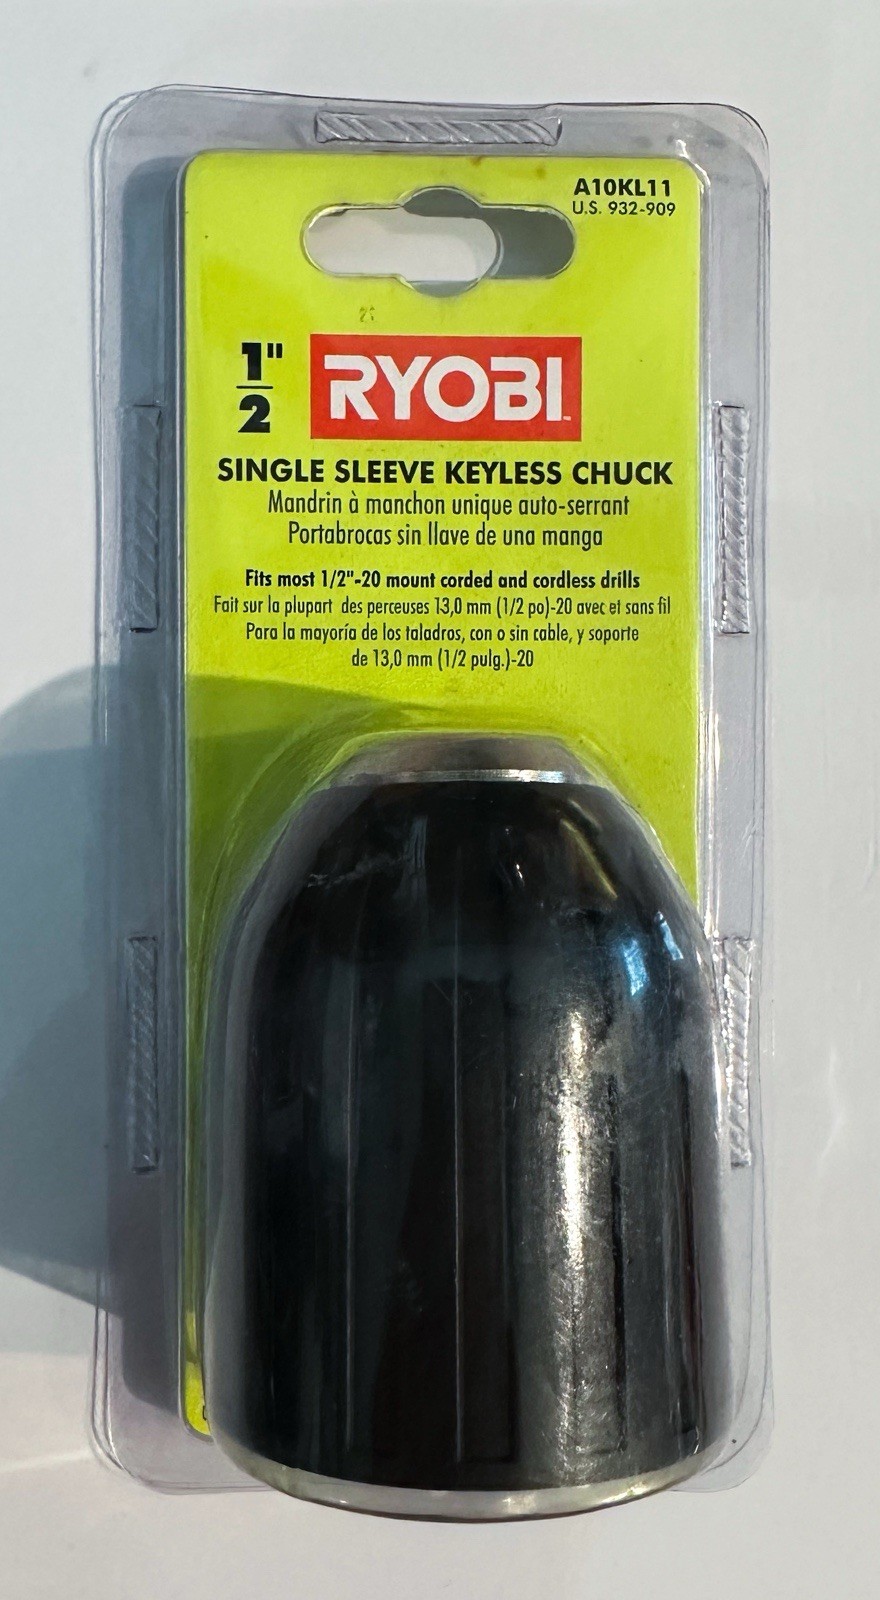 A10KL11
U.S. 932-909
1"
2
RYOBI
SINGLE SLEEVE KEYLESS CHUCK
Mandrin à manchon unique auto-serrant
Portabrocas sin llave de una manga
Fits most 1/2"-20 mount corded and cordless drills
Fait sur la plupart des perceuses 13,0 mm (1/2 po)-20 avec et sans fil
Para la mayoría de los taladros, con o sin cable, y soporte
de 13,0 mm (1/2 pulg.)-20